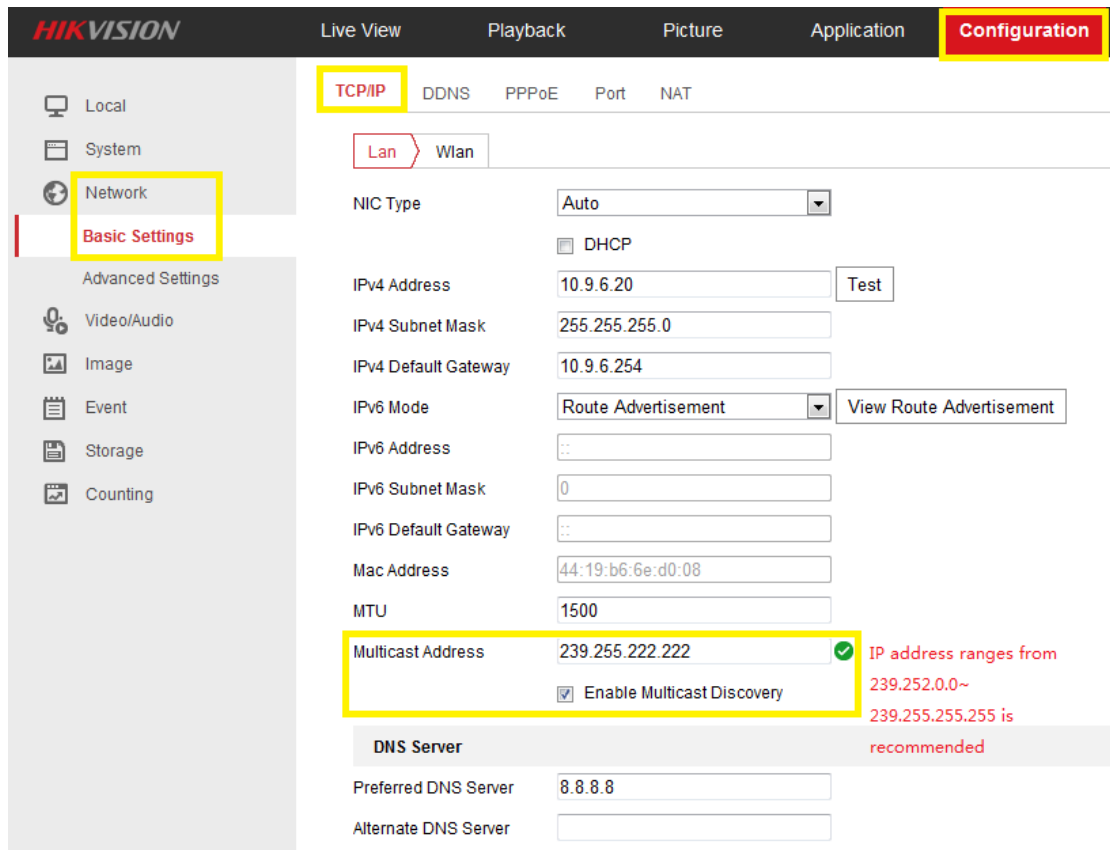 HIKVISION
Live View Playback Picture Application Configuration
Local
System
Network
Basic Settings
Advanced Settings
Video/Audio
Image
Event
Storage
Counting
TCP/IP DDNS PPPoE Port NAT
Lan Wlan
NIC Type Auto
DHCP
IPv4 Address 10.9.6.20 Test
IPv4 Subnet Mask 255.255.255.0
IPv4 Default Gateway 10.9.6.254
IPv6 Mode Route Advertisement View Route Advertisement
IPv6 Address ::
IPv6 Subnet Mask 0
IPv6 Default Gateway ::
Mac Address 44:19:b6:6e:d0:08
MTU 1500
Multicast Address 239.255.222.222
Enable Multicast Discovery
IP address ranges from
239.252.0.0~
239.255.255.255 is
recommended
DNS Server
Preferred DNS Server 8.8.8.8
Alternate DNS Server